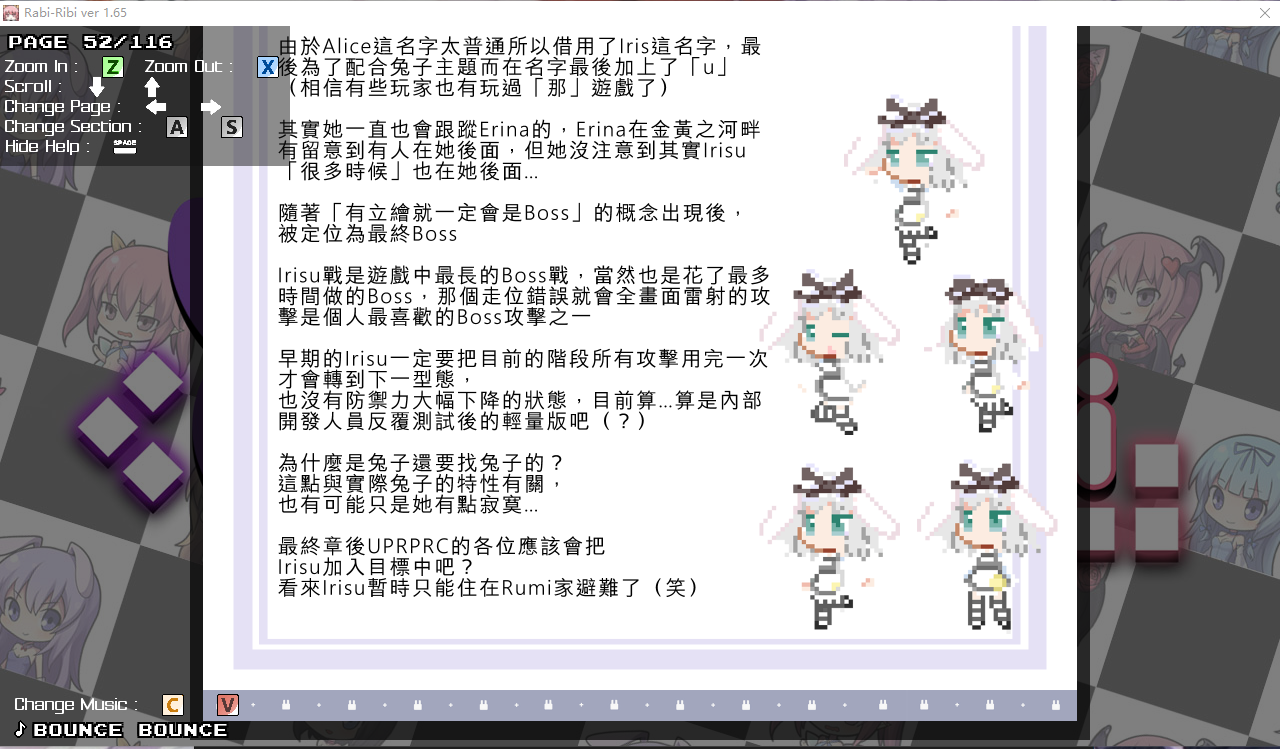 Rabi-Ribi ver 1.65
PAGE 52/116
Zoom In : Z Zoom Out : X
Scroll :
Change Page :
Change Section : A S
Hide Help : SPACE
由於Alice這名字太普通所以借用了Iris這名字，最
後為了配合兔子主題而在名字最後加上了「u」
（相信有些玩家也有玩過「那」遊戲了）
其實她一直也會跟蹤Erina的，Erina在金黃之河畔
有留意到有人在她後面，但她沒注意到其實Irisu
「很多時候」也在她後面...
隨著「有立繪就一定會是Boss」的概念出現後，
被定位為最終Boss
Irisu戰是遊戲中最長的Boss戰，當然也是花了最多
時間做的Boss，那個走位錯誤就會全畫面雷射的攻
擊是個人最喜歡的Boss攻擊之一
早期的Irisu一定要把目前的階段所有攻擊用完一次
才會轉到下一型態，
也沒有防禦力大幅下降的狀態，目前算...算是內部
開發人員反覆測試後的輕量版吧（？）
為什麼是兔子還要找兔子的？
這點與實際兔子的特性有關，
也有可能只是她有點寂寞...
最終章後UPRPRC的各位應該會把
Irisu加入目標中吧？
看來Irisu暫時只能住在Rumi家避難了（笑）
Change Music : C V
♪ BOUNCE BOUNCE